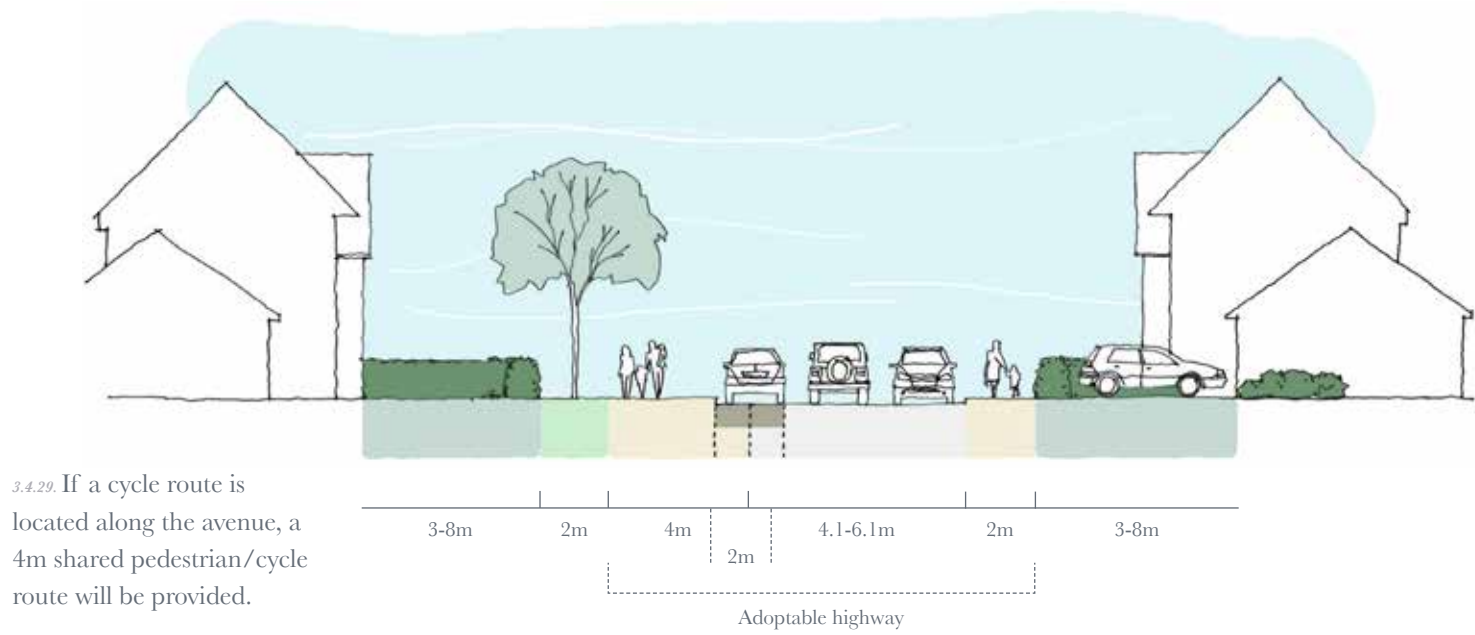 3.4.29. If a cycle route is
located along the avenue, a
4m shared pedestrian/cycle
route will be provided.
3-8m
2m
4m
2m
4.1-6.1m
2m
3-8m
Adoptable highway